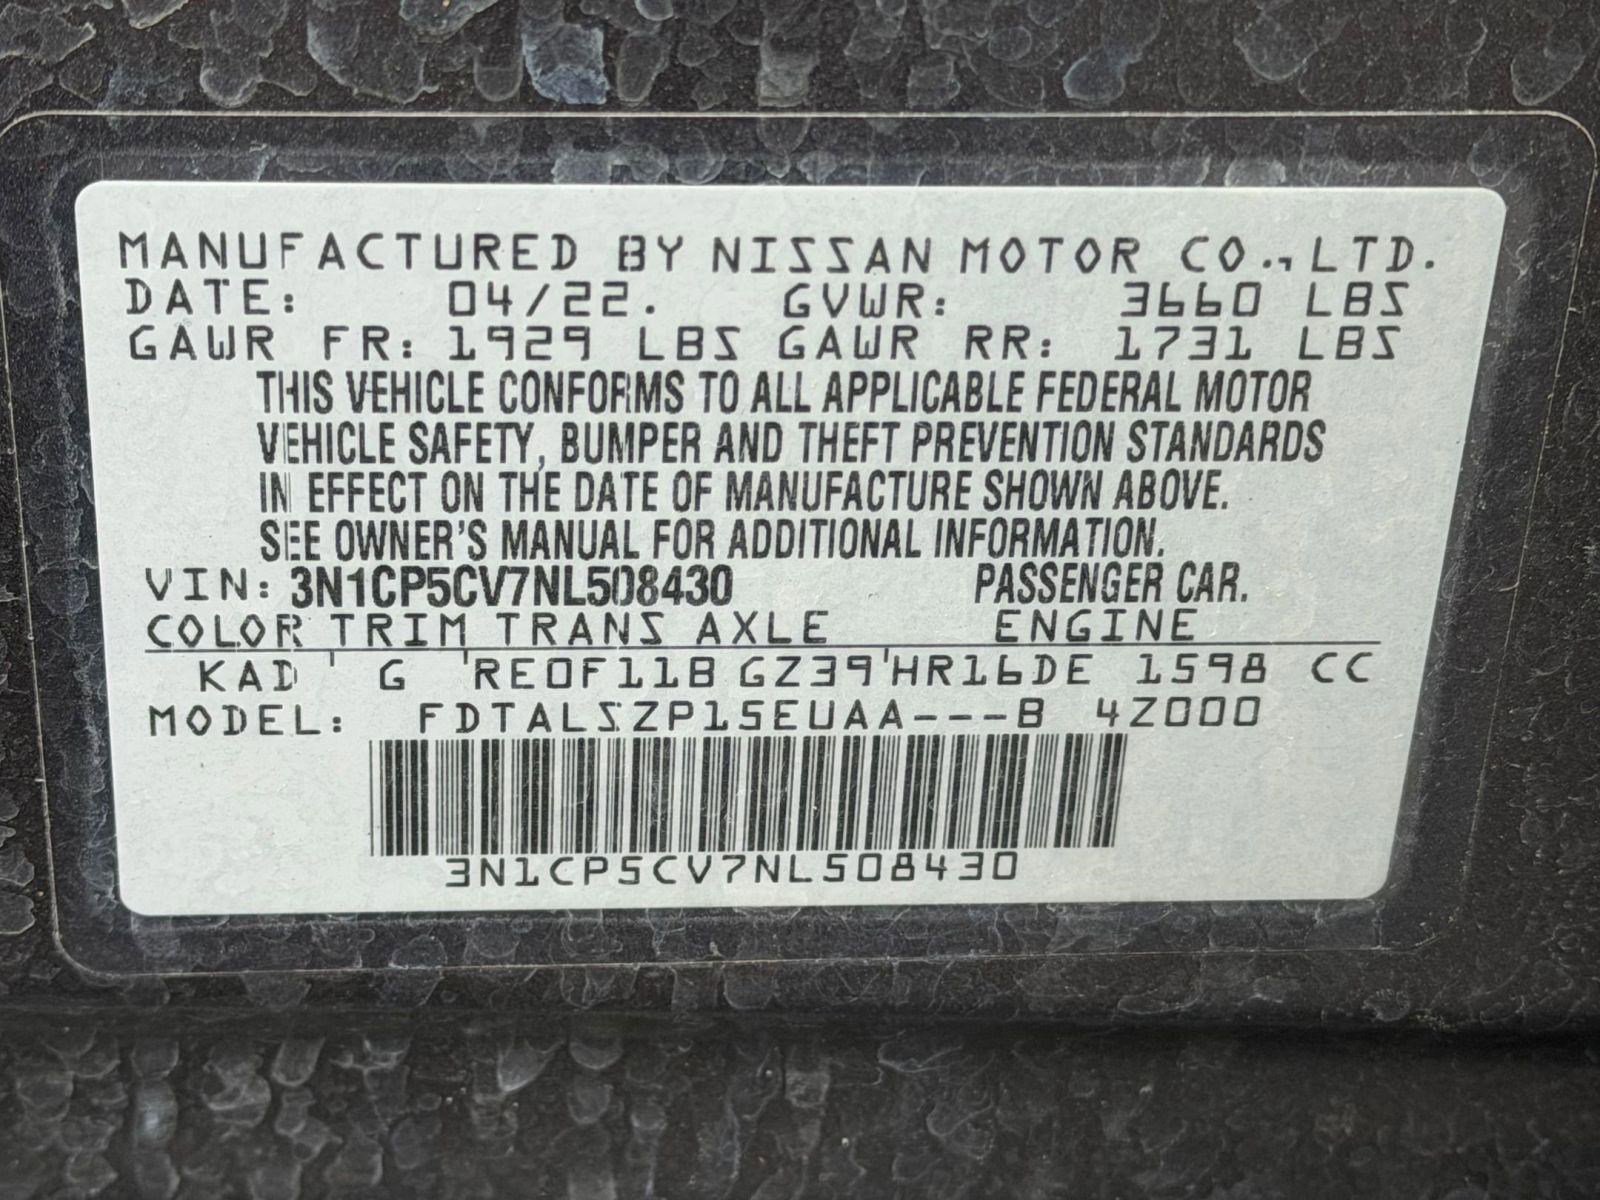 MANUFACTURED BY NISSAN MOTOR CO., LTD.
DATE: 04/22. GVWR: 3660 LBS
GAWR FR: 1929 LBS GAWR RR: 1731 LBS
THIS VEHICLE CONFORMS TO ALL APPLICABLE FEDERAL MOTOR
VEHICLE SAFETY, BUMPER AND THEFT PREVENTION STANDARDS
IN EFFECT ON THE DATE OF MANUFACTURE SHOWN ABOVE.
SEE OWNER'S MANUAL FOR ADDITIONAL INFORMATION.
VIN: 3N1CP5CV7NL508430 PASSENGER CAR.
COLOR TRIM TRANS AXLE ENGINE
KAD G RE0F11B GZ39 HR16DE 1598 CC
MODEL: FDTALSZP15EUAA---B 4Z000
3N1CP5CV7NL508430